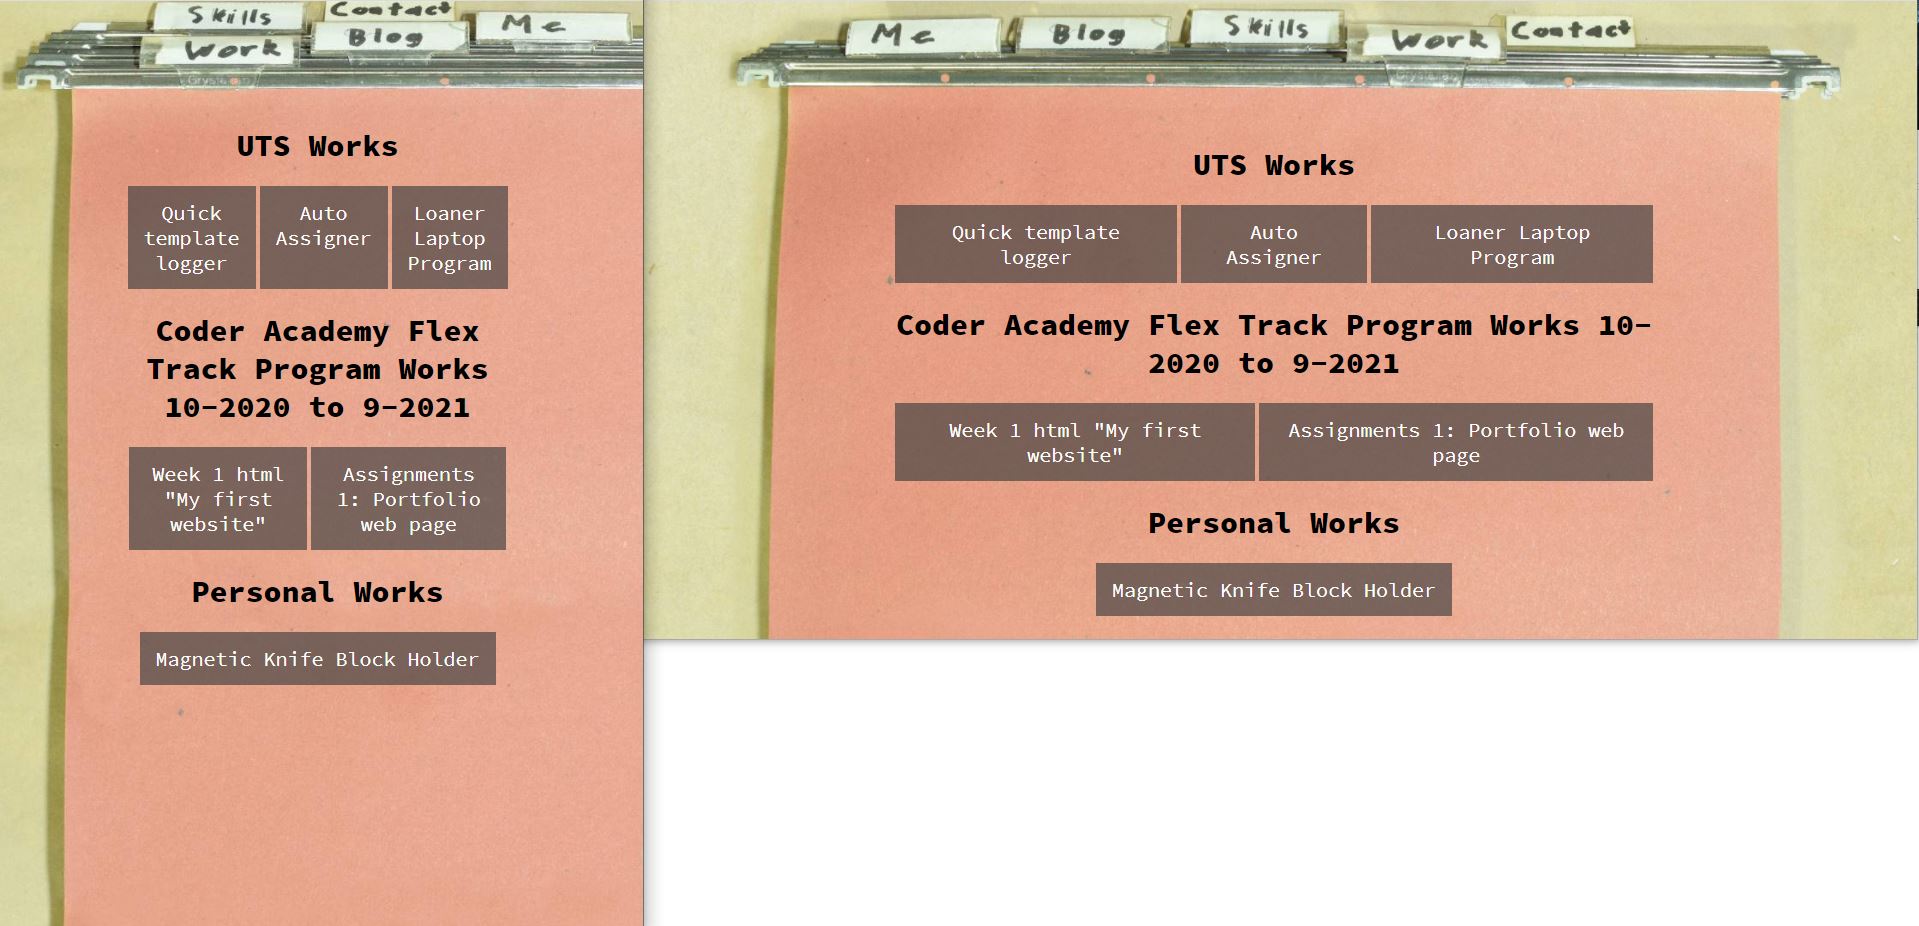 Skills
Contact
Me
Work
Blog
UTS Works
Quick
template
logger
Auto
Assigner
Loaner
Laptop
Program
Coder Academy Flex
Track Program Works
10-2020 to 9-2021
Week 1 html
"My first
website"
Assignments
1: Portfolio
web page
Personal Works
Magnetic Knife Block Holder
Me
Blog
Skills
Work
Contact
UTS Works
Quick template
logger
Auto
Assigner
Loaner Laptop
Program
Coder Academy Flex Track Program Works 10-
2020 to 9-2021
Week 1 html "My first
website"
Assignments 1: Portfolio web
page
Personal Works
Magnetic Knife Block Holder